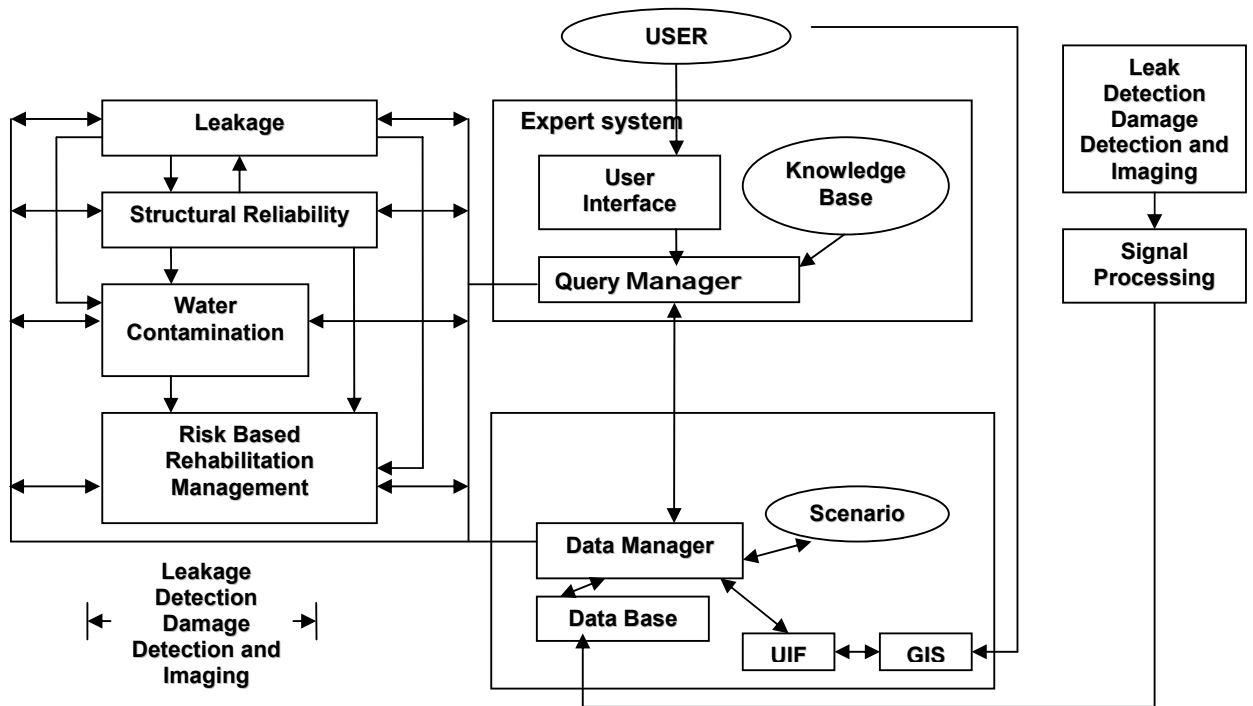 USER
Leak
Detection
Damage
Detection and
Imaging
Leakage
Expert system
User
Interface
Knowledge
Base
Structural Reliability
Signal
Processing
Query Manager
Water
Contamination
Risk Based
Rehabilitation
Management
Scenario
Data Manager
Leakage
Detection
Damage
Detection and
Imaging
Data Base
UIF
GIS